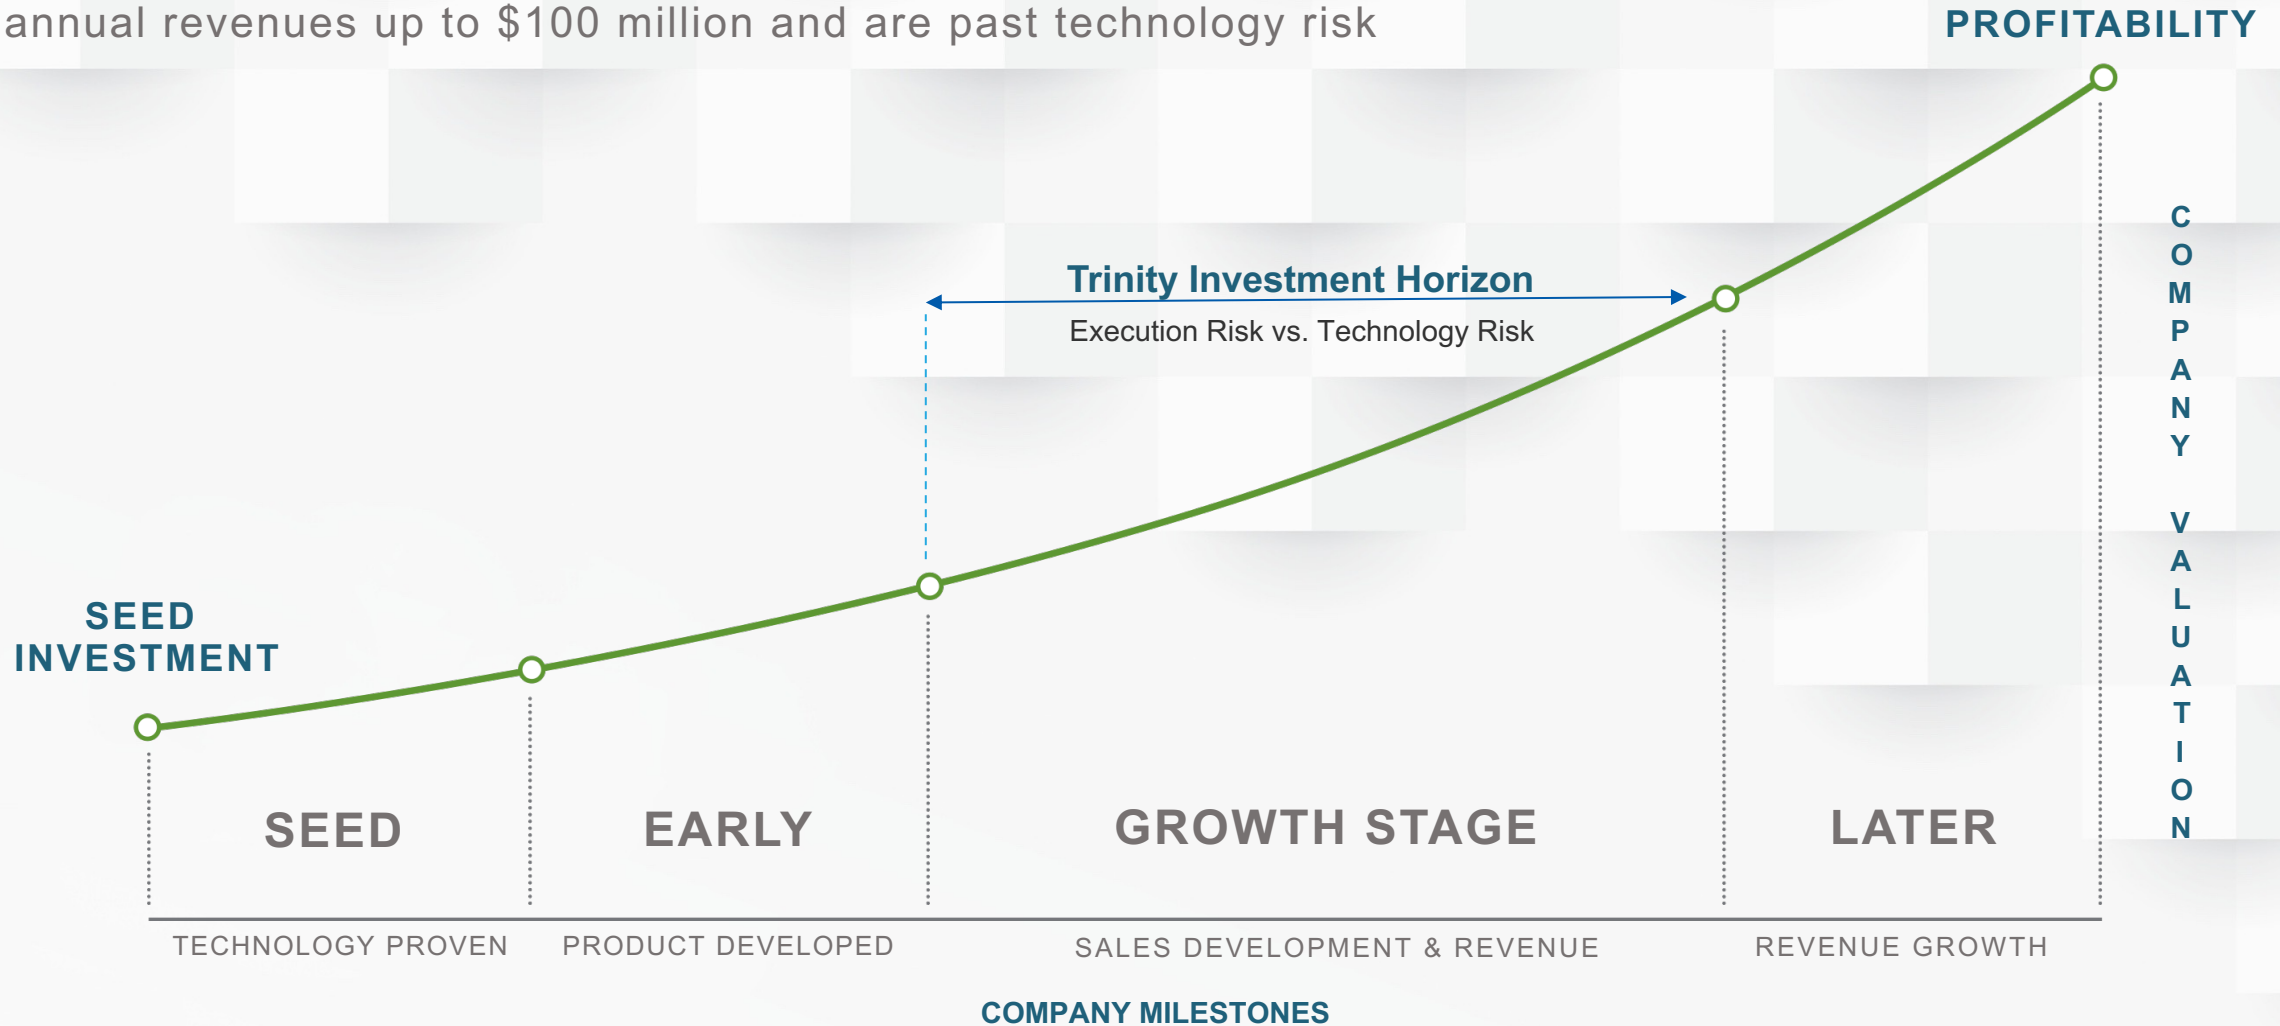 annual revenues up to $100 million and are past technology risk
PROFITABILITY
Trinity Investment Horizon
Execution Risk vs. Technology Risk
COMPANY VALUATION
SEED
INVESTMENT
SEED
EARLY
GROWTH STAGE
LATER
TECHNOLOGY PROVEN
PRODUCT DEVELOPED
SALES DEVELOPMENT & REVENUE
REVENUE GROWTH
COMPANY MILESTONES